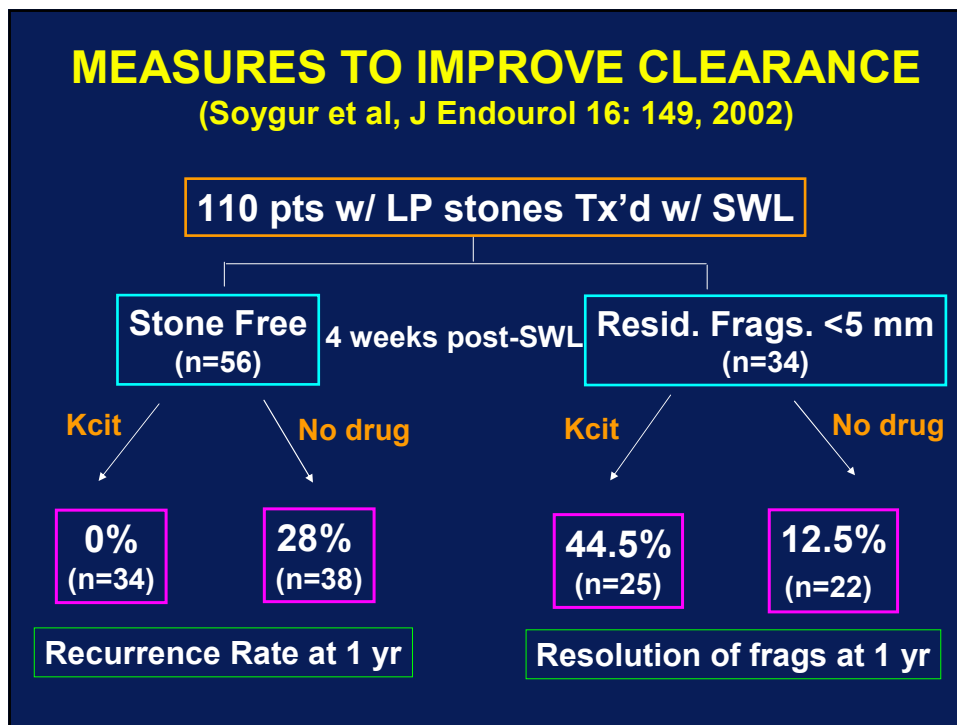 MEASURES TO IMPROVE CLEARANCE
(Soygur et al, J Endourol 16: 149, 2002)
110 pts w/ LP stones Tx’d w/ SWL
Stone Free
(n=56)
4 weeks post-SWL
Resid. Frags. <5 mm
(n=34)
Kcit
No drug
Kcit
No drug
0%
(n=34)
28%
(n=38)
44.5%
(n=25)
12.5%
(n=22)
Recurrence Rate at 1 yr
Resolution of frags at 1 yr